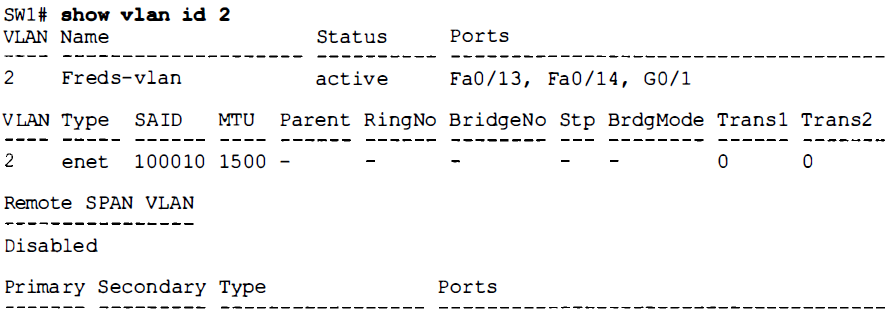 SW1# show vlan id 2
VLAN Name                             Status    Ports
---- -------------------------------- --------- -------------------------------
2    Freds-vlan                       active    Fa0/13, Fa0/14, G0/1
VLAN Type  SAID   MTU  Parent RingNo BridgeNo Stp BrdgMode Trans1 Trans2
---- ----- ------ ---- ------ ------ -------- --- -------- ------ ------
2    enet  100010 1500 -      -      -        -   -        0      0
Remote SPAN VLAN
----------------
Disabled
Primary Secondary Type              Ports
------- --------- ----------------- ------------------------------------------